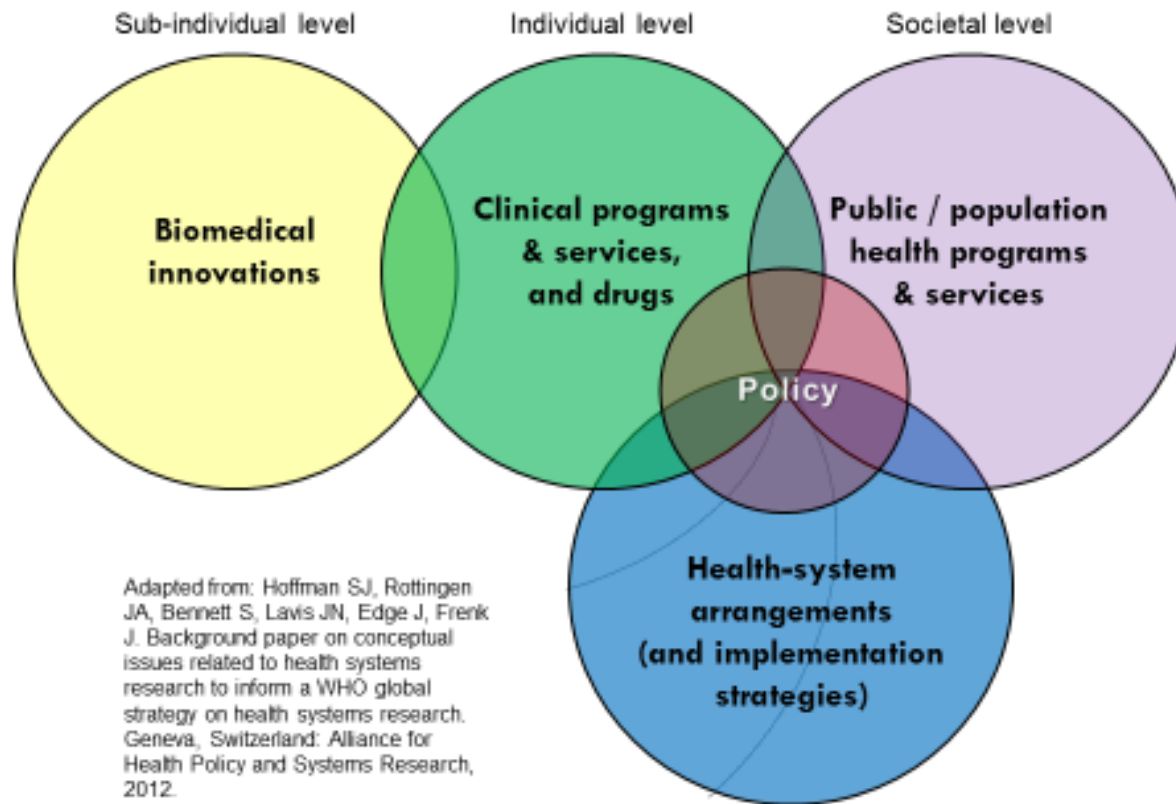 Sub-individual level
Individual level
Societal level
Biomedical
innovations
Clinical programs
& services,
and drugs
Public / population
health programs
& services
Policy
Health-system
arrangements
(and implementation
strategies)
Adapted from: Hoffman SJ, Rottingen
JA, Bennett S, Lavis JN, Edge J, Frenk
J. Background paper on conceptual
issues related to health systems
research to inform a WHO global
strategy on health systems research.
Geneva, Switzerland: Alliance for
Health Policy and Systems Research,
2012.